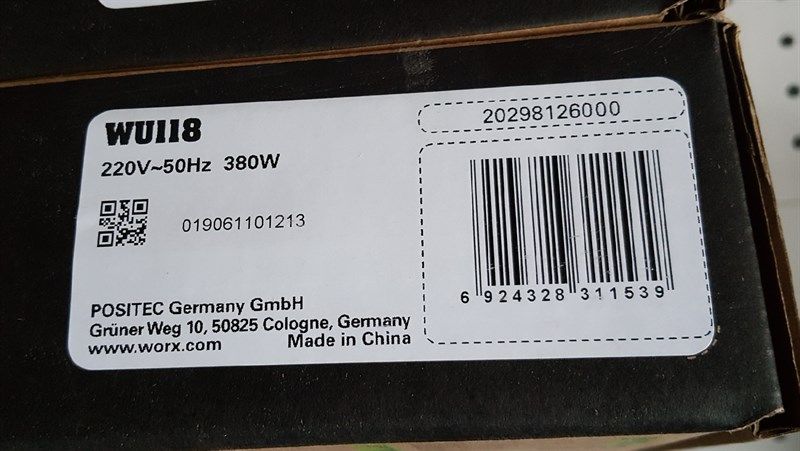 WU118
220V~50Hz 380W
019061101213
POSITEC Germany GmbH
Grüner Weg 10, 50825 Cologne, Germany
www.worx.com Made in China
20298126000
6 924328 311539